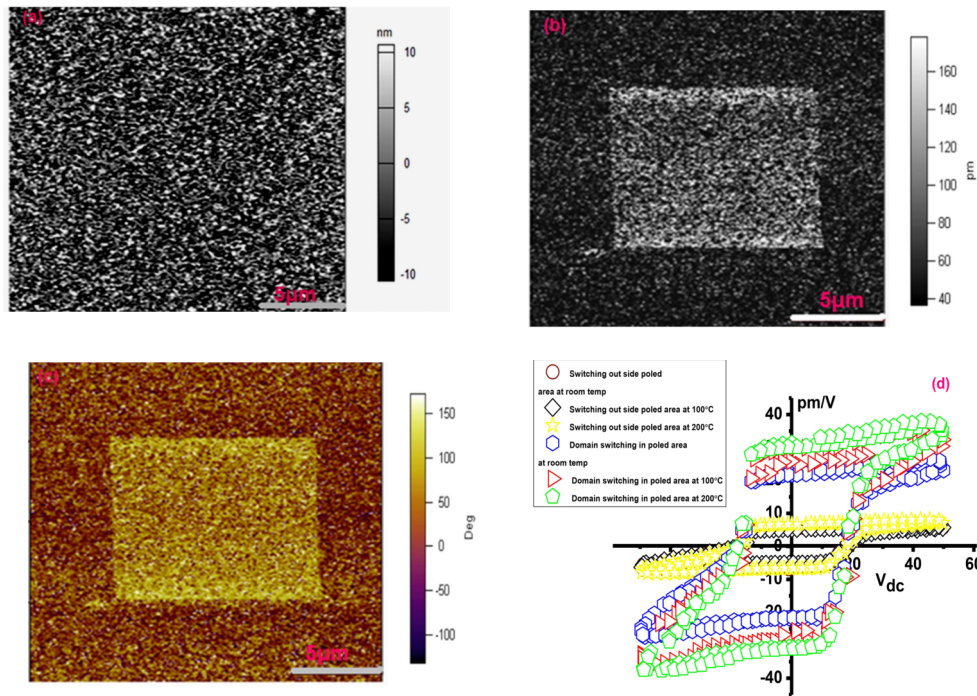 (a)
nm
10
5
0
-5
-10
5µm
(b)
160
140
120
100
80
60
40
pm
5µm
(c)
150
100
50
0
-50
-100
Deg
5µm
(d)
Switching out side poled
area at room temp
Switching out side poled area at 100°C
Switching out side poled area at 200°C
Domain switching in poled area
at room temp
Domain switching in poled area at 100°C
Domain switching in poled area at 200°C
pm/V
40
0
20
40
60
-10
-20
-40
V dc